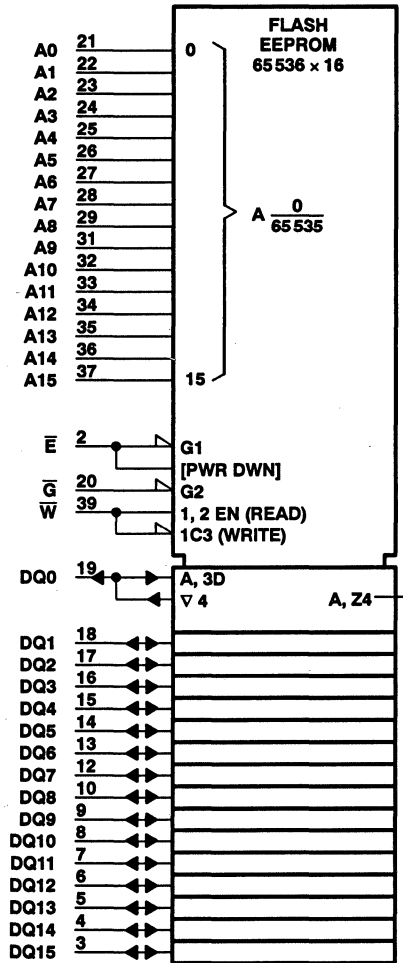 FLASH
EEPROM
65 536 × 16
A0 21 0
A1 22
A2 23
A3 24
A4 25
A5 26
A6 27
A7 28
A 0
65 535
A8 29
A9 31
A10 32
A11 33
A12 34
A13 35
A14 36
A15 37 15
E̅ 2 G1
[PWR DWN]
G̅ 20 G2
W̅ 39 1, 2 EN (READ)
1C3 (WRITE)
DQ0 19 A, 3D
∇ 4 A, Z4
DQ1 18
DQ2 17
DQ3 16
DQ4 15
DQ5 14
DQ6 13
DQ7 12
DQ8 10
DQ9 9
DQ10 8
DQ11 7
DQ12 6
DQ13 5
DQ14 4
DQ15 3